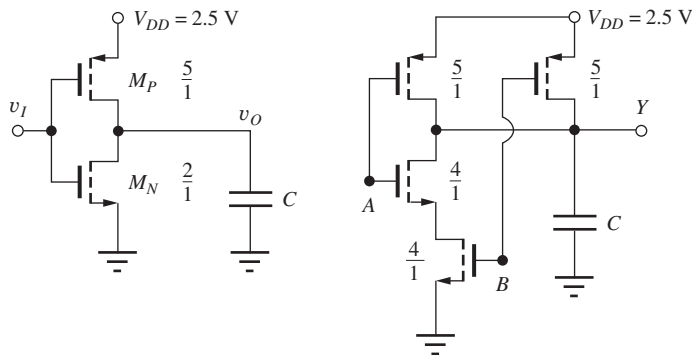 V_DD = 2.5 V
M_P 5/1
v_I
v_O
M_N 2/1
C
V_DD = 2.5 V
5/1
5/1
Y
4/1
A
C
4/1
B